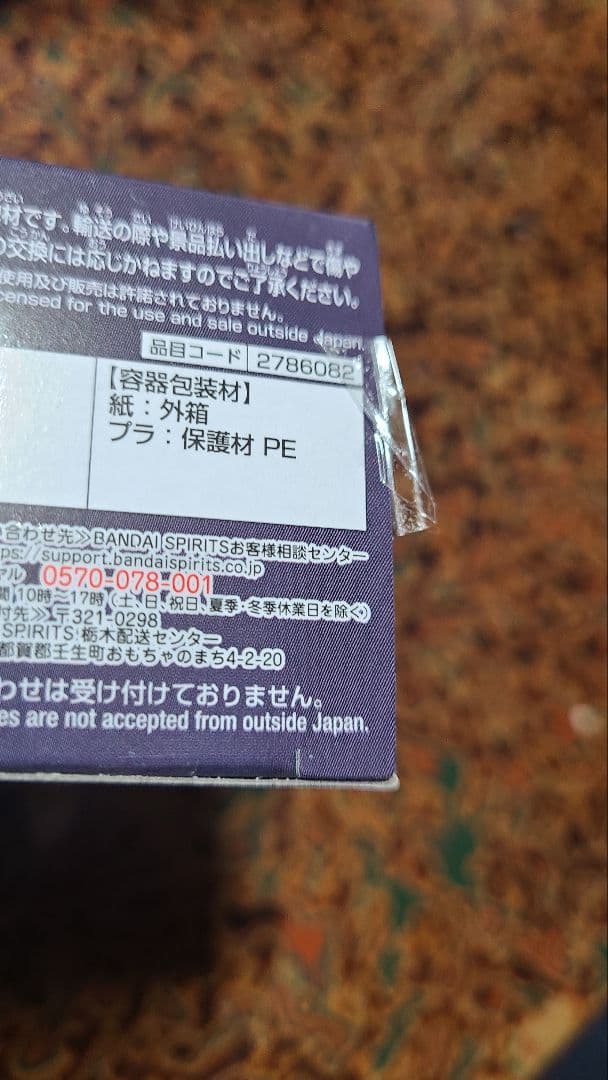 材です。輸送の際や景品払い出しなどで傷や
の交換には応じかねますのでご了承ください。
使用及び販売は許諾されておりません。
icensed for the use and sale outside Japan.
品目コード 2786082
【容器包装材】
紙：外箱
プラ：保護材 PE
合わせ先≫BANDAI SPIRITSお客様相談センター
ps://support.bandaispirits.co.jp
ヤル 0570-078-001
間 10時〜17時（土、日、祝日、夏季・冬季休業日を除く）
付先≫ 〒321-0298
SPIRITS 栃木配送センター
都賀郡壬生町おもちゃのまち4-2-20
わせは受け付けておりません。
es are not accepted from outside Japan.